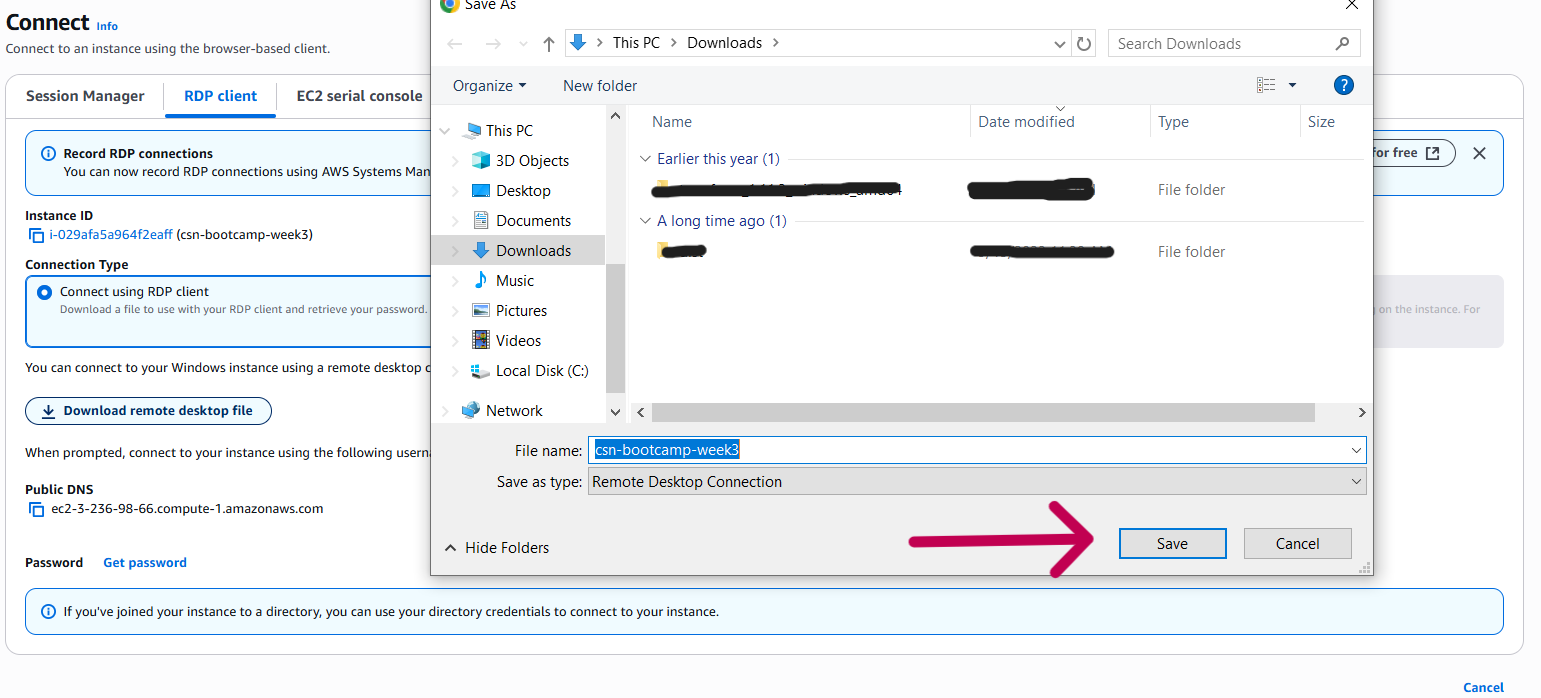 Connect Info
Connect to an instance using the browser-based client.
Session Manager
RDP client
EC2 serial console
Record RDP connections
You can now record RDP connections using AWS Systems Man
for free
Instance ID
i-029afa5a964f2eaff (csn-bootcamp-week3)
Connection Type
Connect using RDP client
Download a file to use with your RDP client and retrieve your password.
on the instance. For
You can connect to your Windows instance using a remote desktop c
Download remote desktop file
When prompted, connect to your instance using the following userna
Public DNS
ec2-3-236-98-66.compute-1.amazonaws.com
Password Get password
If you've joined your instance to a directory, you can use your directory credentials to connect to your instance.
Cancel
Save As
This PC > Downloads >
Search Downloads
Organize
New folder
?
This PC
3D Objects
Desktop
Documents
Downloads
Music
Pictures
Videos
Local Disk (C:)
Network
Name
Date modified
Type
Size
Earlier this year (1)
File folder
A long time ago (1)
File folder
File name: csn-bootcamp-week3
Save as type: Remote Desktop Connection
Hide Folders
Save
Cancel